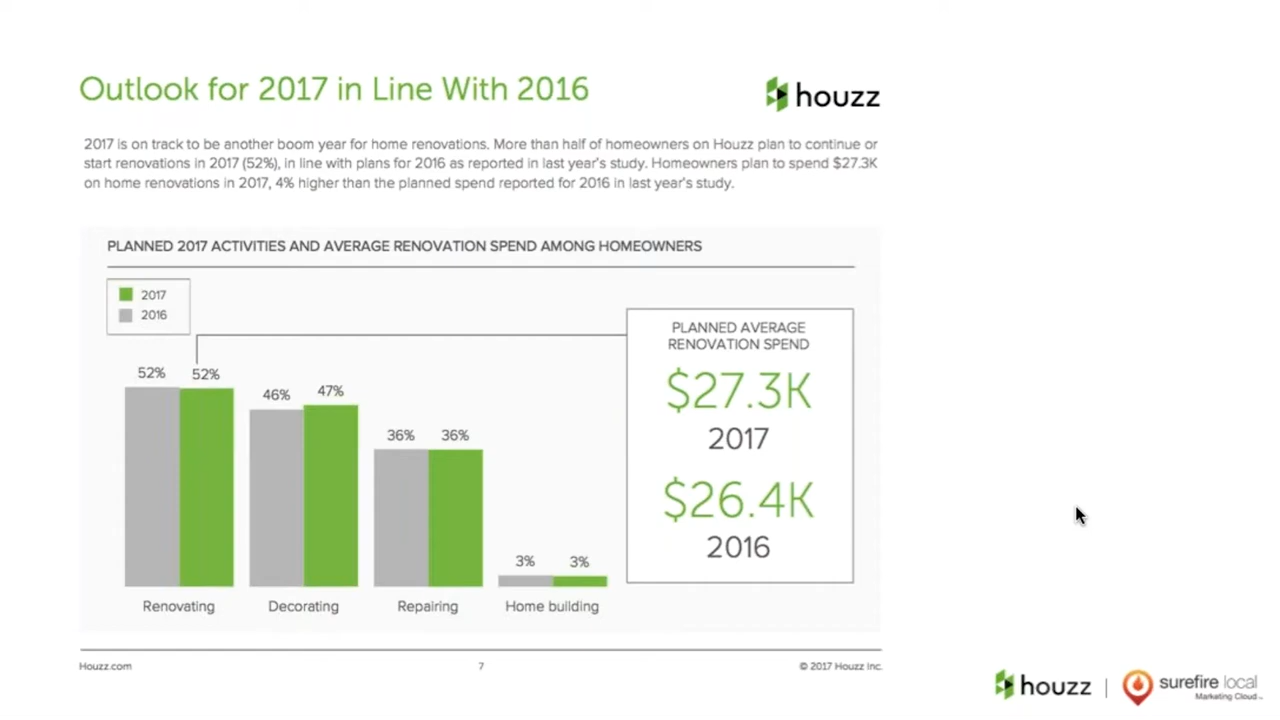 Outlook for 2017 in Line With 2016
houzz
2017 is on track to be another boom year for home renovations. More than half of homeowners on Houzz plan to continue or
start renovations in 2017 (52%), in line with plans for 2016 as reported in last year's study. Homeowners plan to spend $27.3K
on home renovations in 2017, 4% higher than the planned spend reported for 2016 in last year's study.
PLANNED 2017 ACTIVITIES AND AVERAGE RENOVATION SPEND AMONG HOMEOWNERS
2017
2016
52% 52%
46% 47%
36% 36%
3% 3%
Renovating Decorating Repairing Home building
PLANNED AVERAGE
RENOVATION SPEND
$27.3K
2017
$26.4K
2016
Houzz.com 7 © 2017 Houzz Inc.
houzz | surefire local
Marketing Cloud